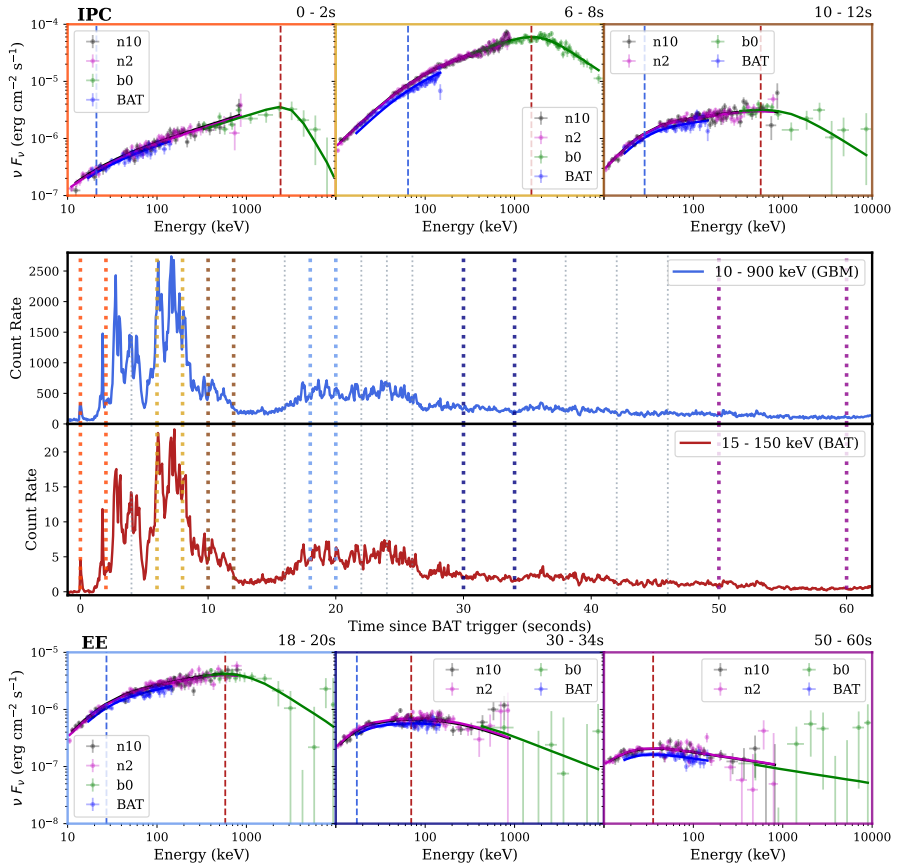 IPC
0 - 2s
6 - 8s
10 - 12s
ν Fν (erg cm⁻² s⁻¹)
10⁻⁴
10⁻⁵
10⁻⁶
10⁻⁷
n10
n2
b0
BAT
n10
n2
b0
BAT
n10
n2
b0
BAT
10 100 1000
100 1000
100 1000 10000
Energy (keV)
Energy (keV)
Energy (keV)
Count Rate
2500
2000
1500
1000
500
0
10 - 900 keV (GBM)
Count Rate
20
15
10
5
0
15 - 150 keV (BAT)
0 10 20 30 40 50 60
Time since BAT trigger (seconds)
EE
18 - 20s
30 - 34s
50 - 60s
ν Fν (erg cm⁻² s⁻¹)
10⁻⁵
10⁻⁶
10⁻⁷
10⁻⁸
n10
n2
b0
BAT
n10
n2
b0
BAT
n10
n2
b0
BAT
10 100 1000
100 1000
100 1000 10000
Energy (keV)
Energy (keV)
Energy (keV)